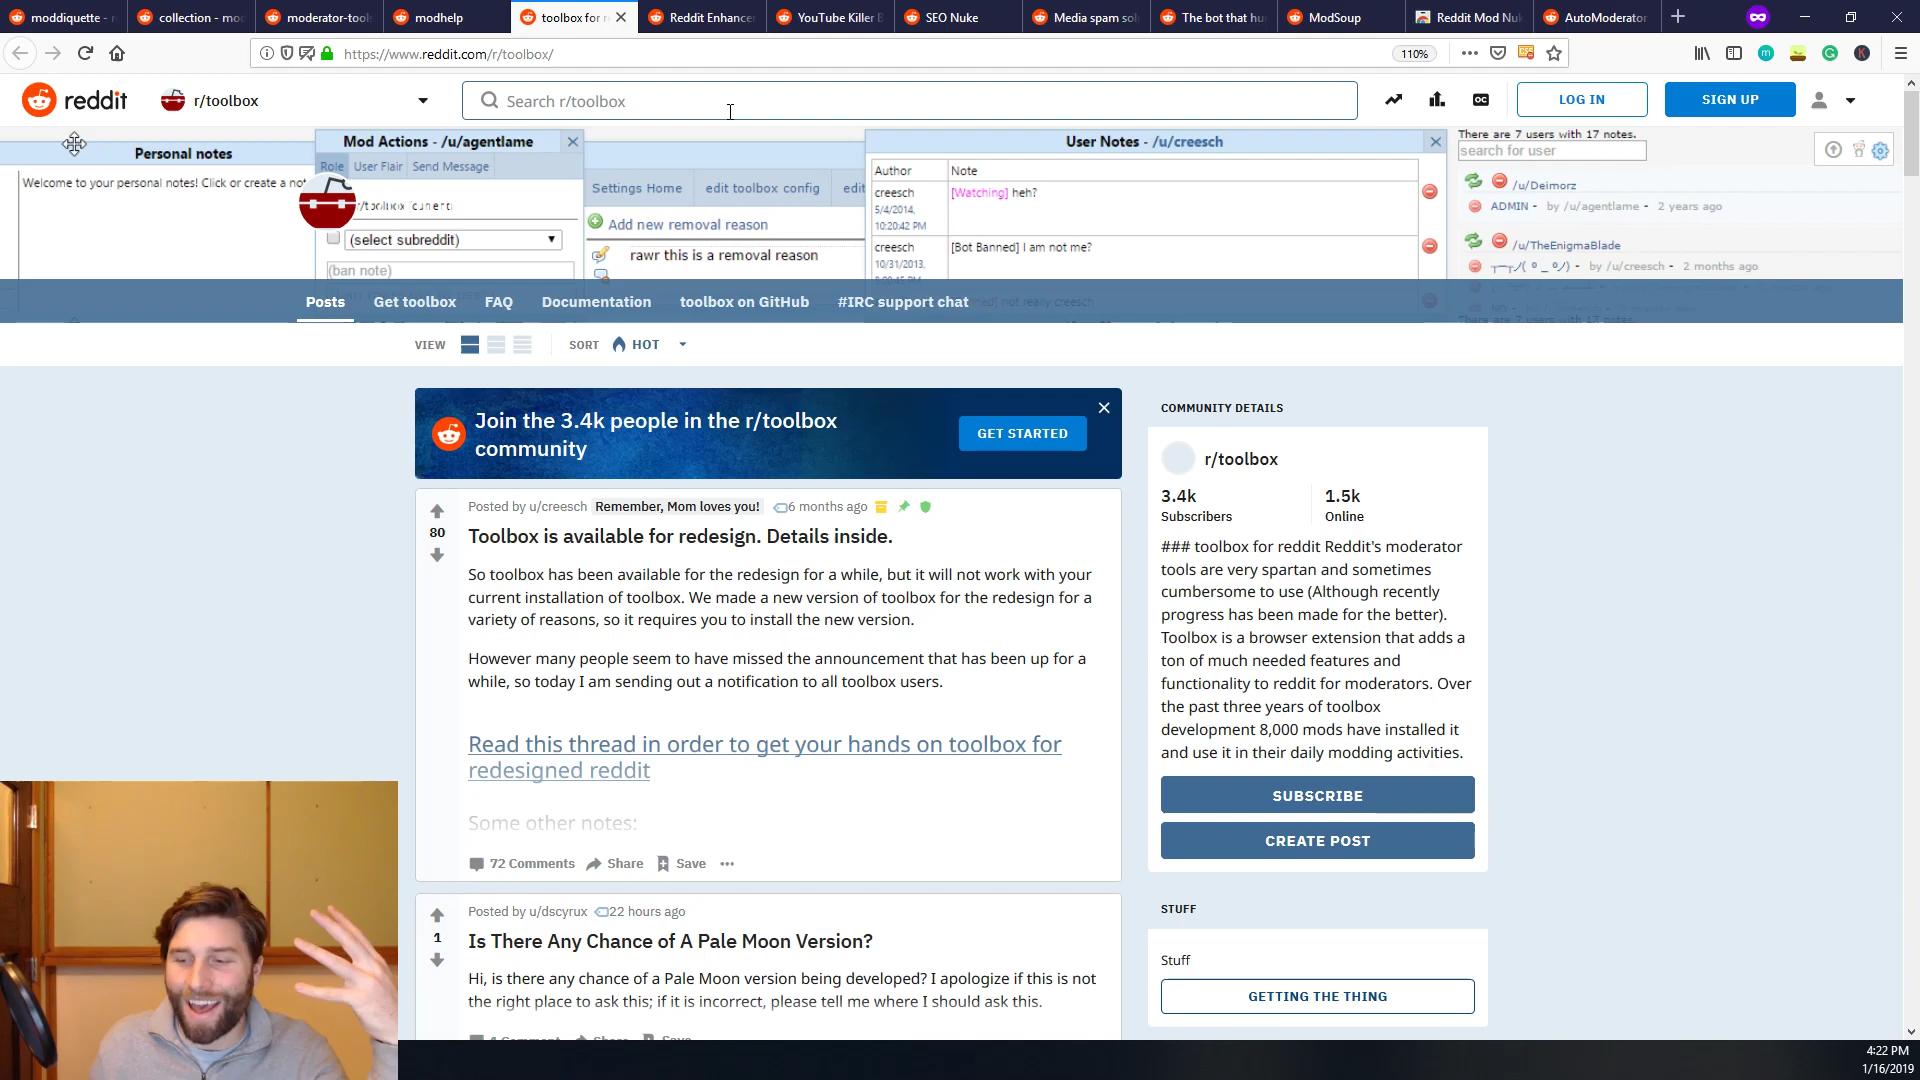 moddiquette - r
collection - mod
moderator-tools
modhelp
toolbox for r
Reddit Enhance
YouTube Killer B
SEO Nuke
Media spam sol
The bot that hu
ModSoup
Reddit Mod Nuk
AutoModerator
https://www.reddit.com/r/toolbox/
110%
reddit
r/toolbox
Search r/toolbox
LOG IN
SIGN UP
Personal notes
Welcome to your personal notes! Click or create a not
Mod Actions - /u/agentlame
Role User Flair Send Message
/r/toolbox (current)
(select subreddit)
(ban note)
Settings Home edit toolbox config edit
Add new removal reason
rawr this is a removal reason
User Notes - /u/creesch
Author Note
creesch [Watching] heh?
5/4/2014,
10:20:42 PM
creesch [Bot Banned] I am not me?
10/31/2013,
not really creesch
There are 7 users with 17 notes.
search for user
/u/Deimorz
ADMIN - by /u/agentlame - 2 years ago
/u/TheEnigmaBlade
- by /u/creesch - 2 months ago
There are 7 users with 17 notes.
Posts Get toolbox FAQ Documentation toolbox on GitHub #IRC support chat
VIEW SORT HOT
Join the 3.4k people in the r/toolbox
community
GET STARTED
Posted by u/creesch Remember, Mom loves you! 6 months ago
80
Toolbox is available for redesign. Details inside.
So toolbox has been available for the redesign for a while, but it will not work with your
current installation of toolbox. We made a new version of toolbox for the redesign for a
variety of reasons, so it requires you to install the new version.
However many people seem to have missed the announcement that has been up for a
while, so today I am sending out a notification to all toolbox users.
Read this thread in order to get your hands on toolbox for
redesigned reddit
Some other notes:
72 Comments Share Save
Posted by u/dscyrux 22 hours ago
1
Is There Any Chance of A Pale Moon Version?
Hi, is there any chance of a Pale Moon version being developed? I apologize if this is not
the right place to ask this; if it is incorrect, please tell me where I should ask this.
Comment Share Save
COMMUNITY DETAILS
r/toolbox
3.4k 1.5k
Subscribers Online
### toolbox for reddit Reddit's moderator
tools are very spartan and sometimes
cumbersome to use (Although recently
progress has been made for the better).
Toolbox is a browser extension that adds a
ton of much needed features and
functionality to reddit for moderators. Over
the past three years of toolbox
development 8,000 mods have installed it
and use it in their daily modding activities.
SUBSCRIBE
CREATE POST
STUFF
Stuff
GETTING THE THING
4:22 PM
1/16/2019